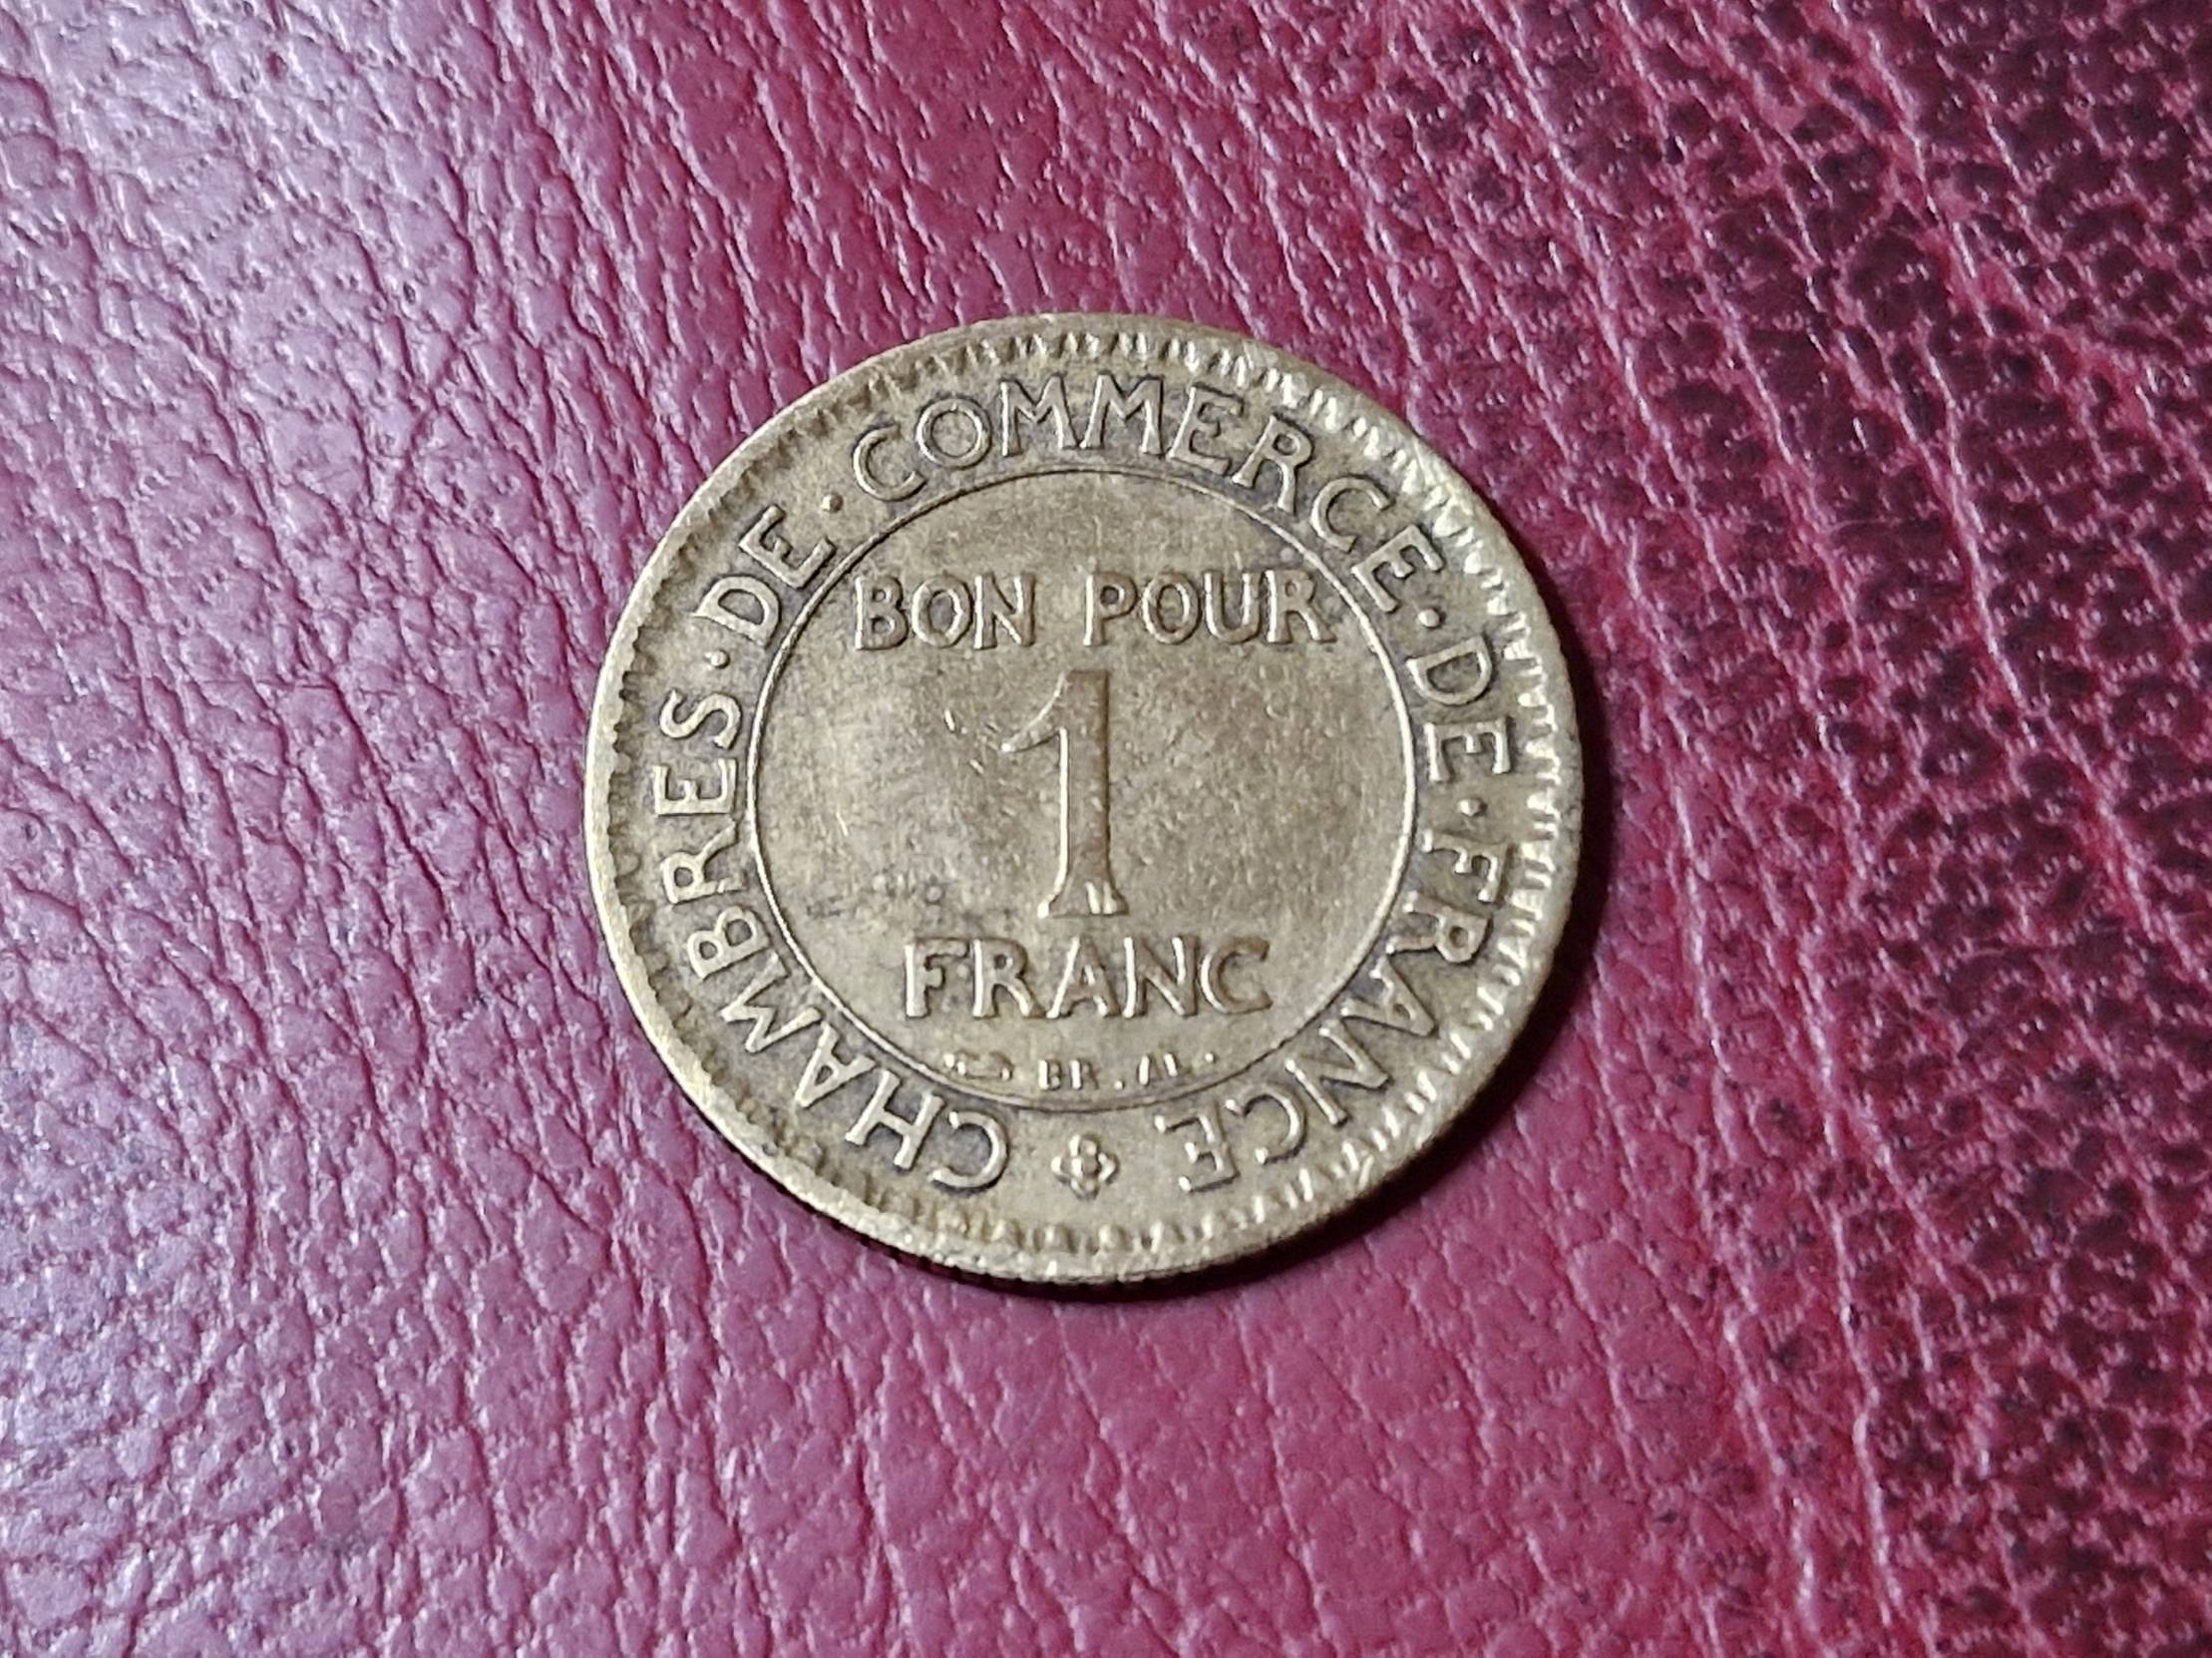 CHAMBRES·DE·COMMERCE·DE·FRANCE
BON POUR
1
FRANC
BR. AL.